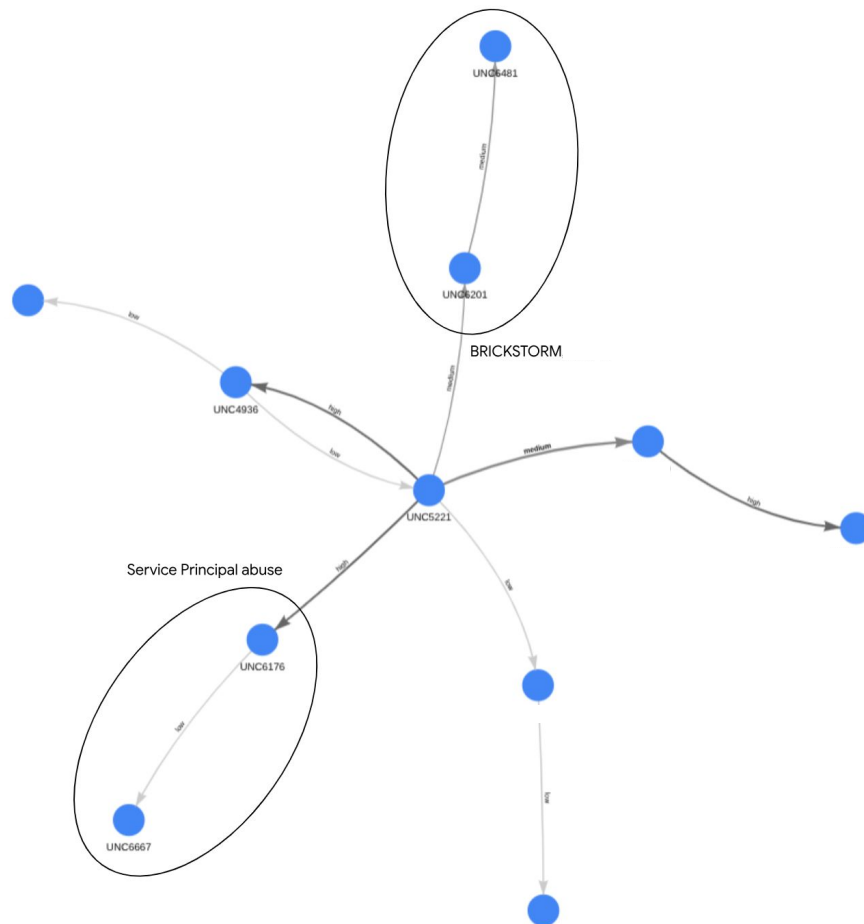 UNC6481
medium
UNC6201
BRICKSTORM
medium
low
UNC4936
high
low
medium
high
UNC5221
Service Principal abuse
high
low
UNC6176
low
low
UNC6667